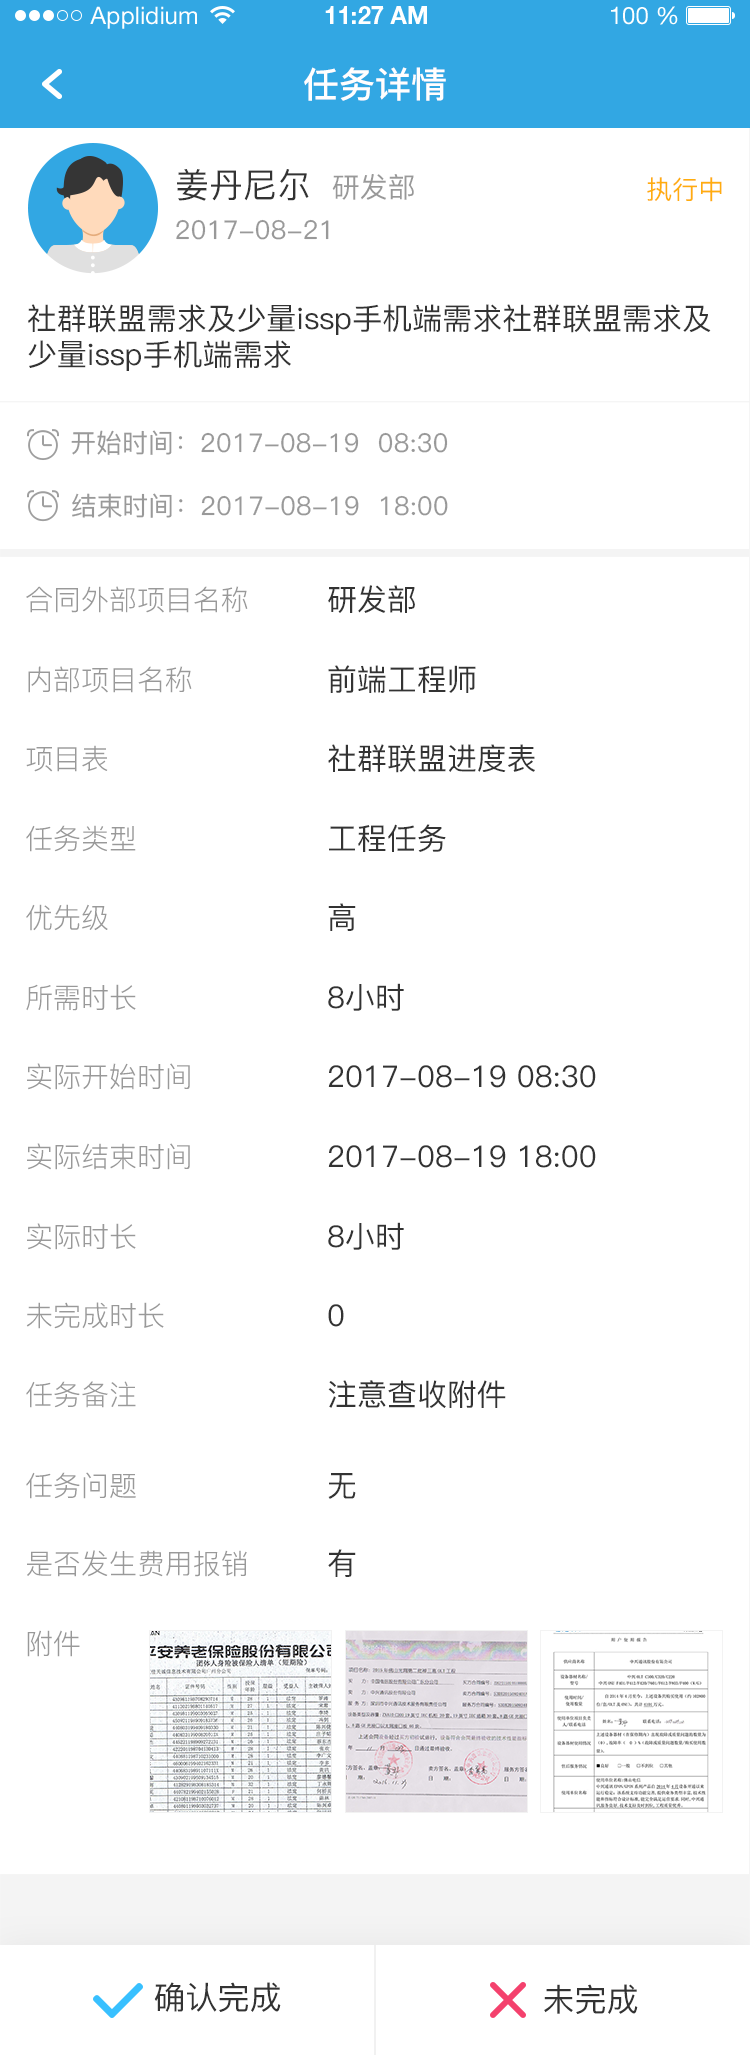 Applidium
11:27 AM
100 %
任务详情
姜丹尼尔 研发部
执行中
2017-08-21
社群联盟需求及少量issp手机端需求社群联盟需求及
少量issp手机端需求
开始时间：2017-08-19 08:30
结束时间：2017-08-19 18:00
合同外部项目名称 研发部
内部项目名称 前端工程师
项目表 社群联盟进度表
任务类型 工程任务
优先级 高
所需时长 8小时
实际开始时间 2017-08-19 08:30
实际结束时间 2017-08-19 18:00
实际时长 8小时
未完成时长 0
任务备注 注意查收附件
任务问题 无
是否发生费用报销 有
附件
平安养老保险股份有限公司
团体人身险被保险人清单（短期险）
确认完成
未完成